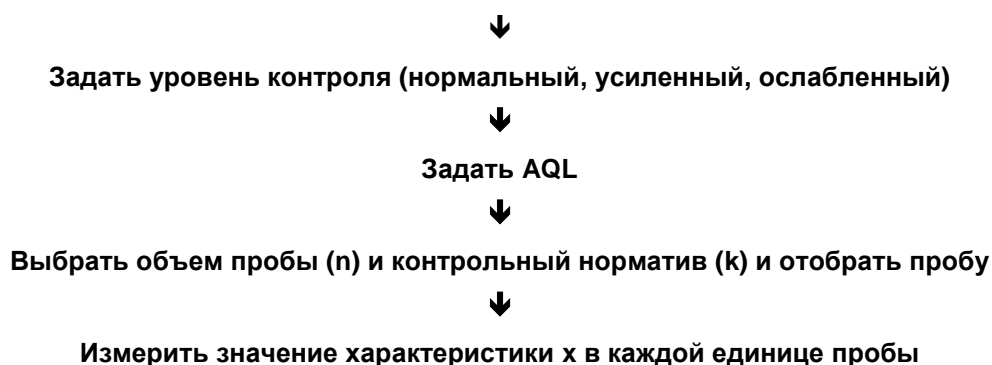 Задать уровень контроля (нормальный, усиленный, ослабленный)
Задать AQL
Выбрать объем пробы (n) и контрольный норматив (k) и отобрать пробу
Измерить значение характеристики x в каждой единице пробы